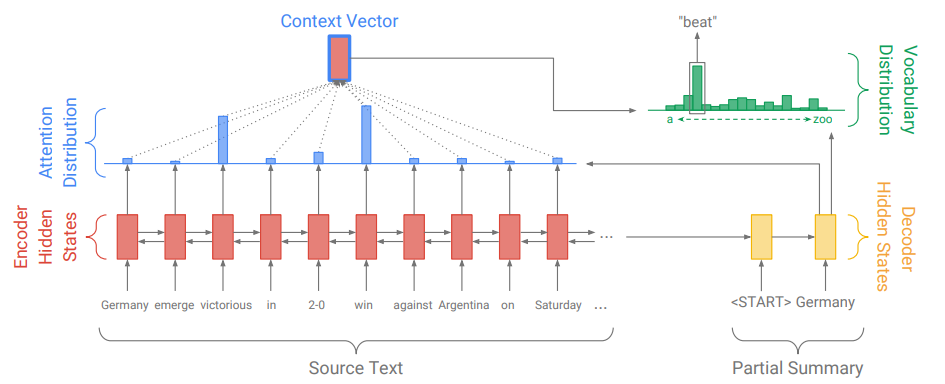 Context Vector
"beat"
Vocabulary
Distribution
a
zoo
Attention
Distribution
Encoder
Hidden
States
...
Decoder
Hidden States
Germany emerge victorious in 2-0 win against Argentina on Saturday ...
<START> Germany
Source Text
Partial Summary